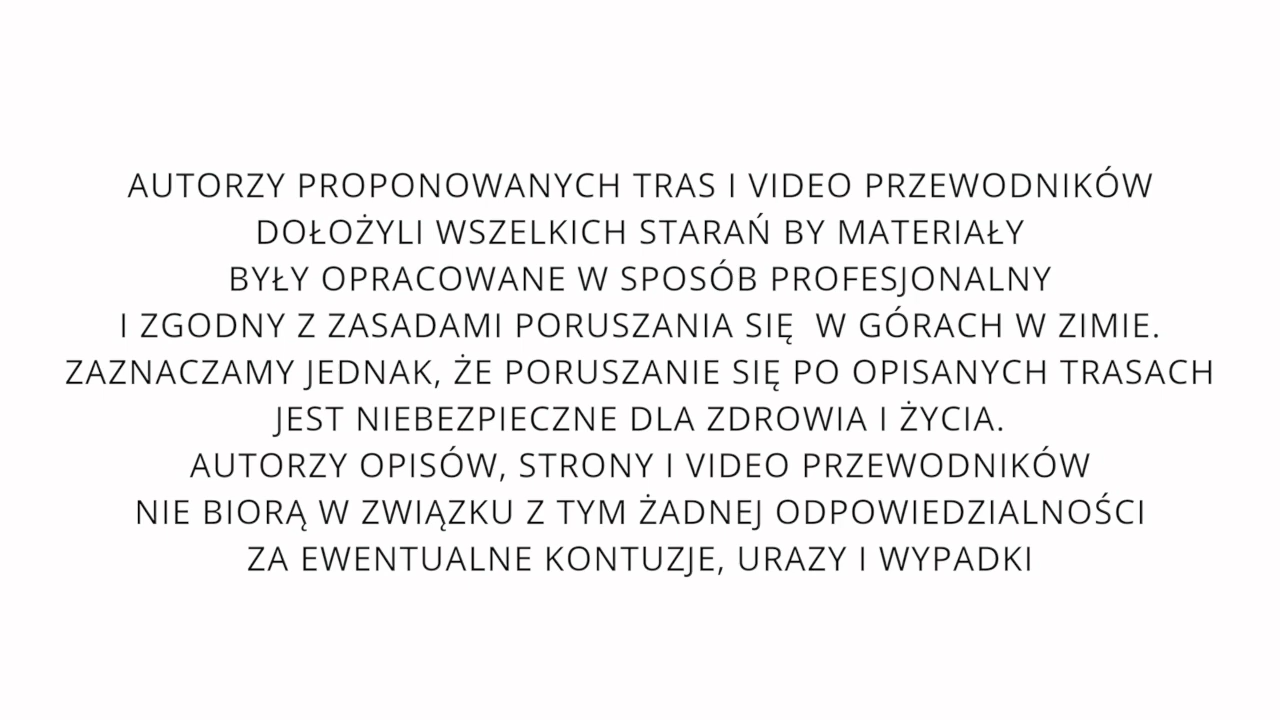 AUTORZY PROPONOWANYCH TRAS I VIDEO PRZEWODNIKÓW
DOŁOŻYLI WSZELKICH STARAŃ BY MATERIAŁY
BYŁY OPRACOWANE W SPOSÓB PROFESJONALNY
I ZGODNY Z ZASADAMI PORUSZANIA SIĘ  W GÓRACH W ZIMIE.
ZAZNACZAMY JEDNAK, ŻE PORUSZANIE SIĘ PO OPISANYCH TRASACH
JEST NIEBEZPIECZNE DLA ZDROWIA I ŻYCIA.
AUTORZY OPISÓW, STRONY I VIDEO PRZEWODNIKÓW
NIE BIORĄ W ZWIĄZKU Z TYM ŻADNEJ ODPOWIEDZIALNOŚCI
ZA EWENTUALNE KONTUZJE, URAZY I WYPADKI